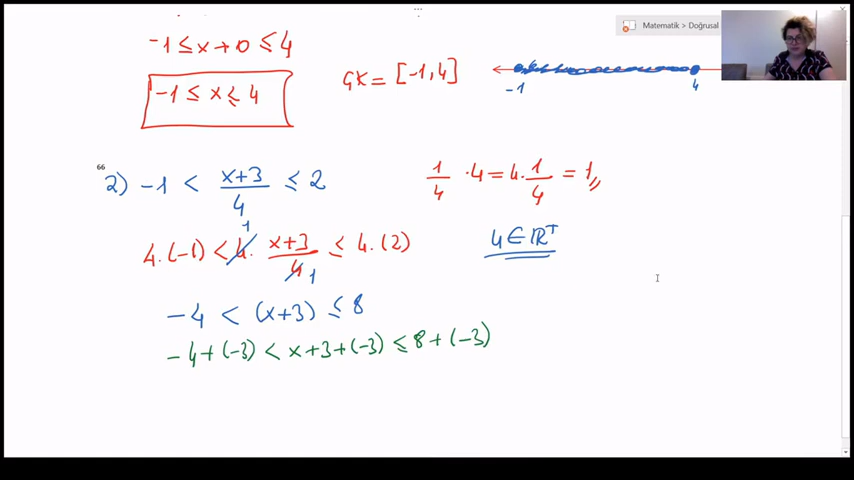 Matematik > Doğrusal
-1 ≤ x + 0 ≤ 4
-1 ≤ x ≤ 4
ÇK = [-1, 4]
-1
4
66
2) -1 < (x+3)/4 ≤ 2
1/4 · 4 = 4 · 1/4 = 1
4·(-1) < 4 · (x+3)/4 ≤ 4·(2)
1
1
4 ∈ ℝ⁺
-4 < (x+3) ≤ 8
-4+(-3) < x+3+(-3) ≤ 8+(-3)